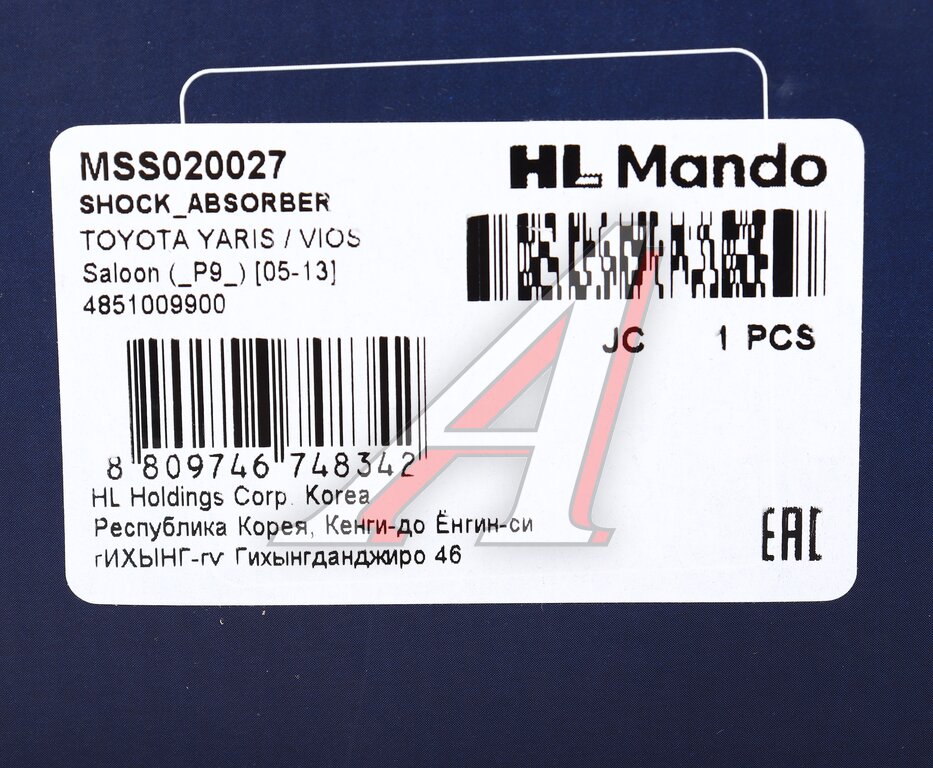 MSS020027
SHOCK_ABSORBER
TOYOTA YARIS / VIOS
Saloon (_P9_) [05-13]
4851009900
HL Mando
JC 1 PCS
8 809746 748342
HL Holdings Corp. Korea
Республика Корея, Кенги-до Ёнгин-си
гИХЫНГ-rv Гихынгданджиро 46
EAC